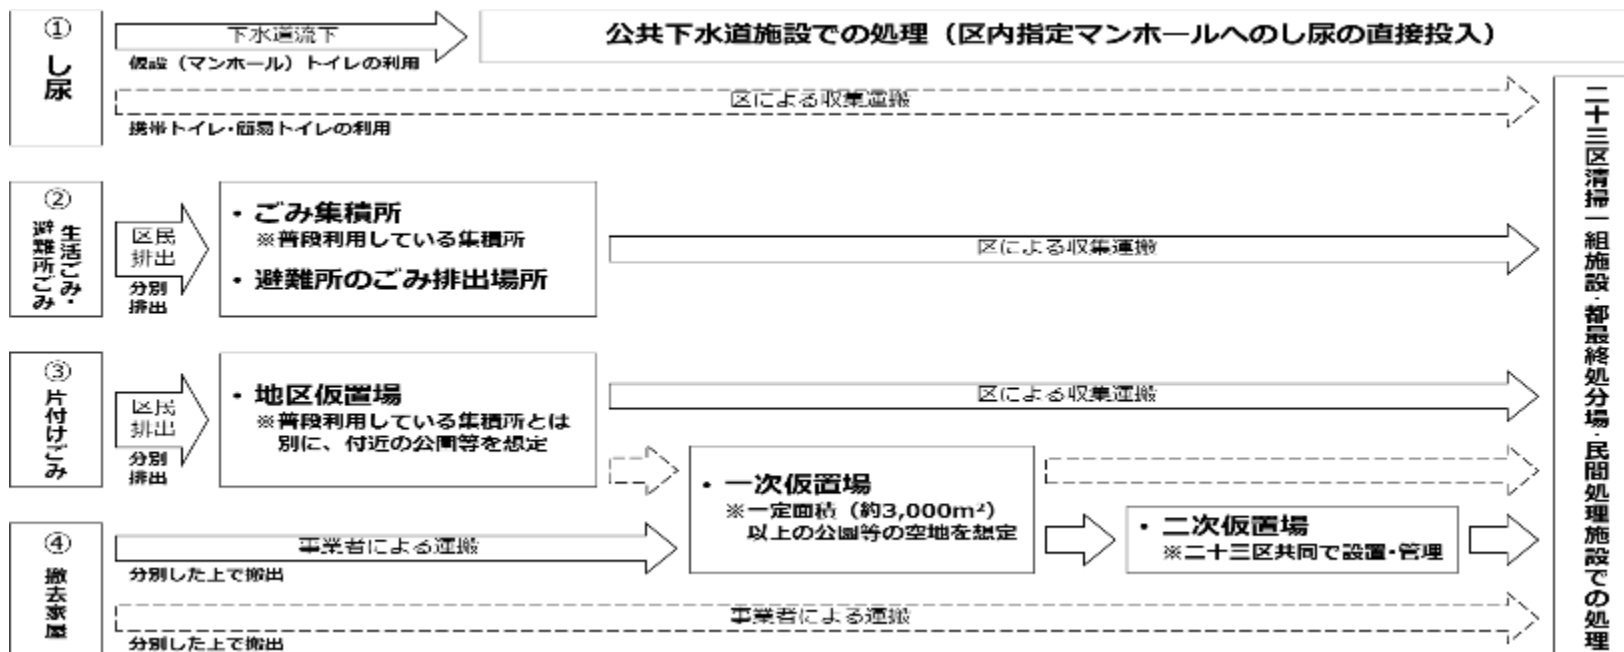 ①
し尿
下水道流下
仮設（マンホール）トイレの利用
公共下水道施設での処理（区内指定マンホールへのし尿の直接投入）
区による収集運搬
携帯トイレ・簡易トイレの利用
②
生活ごみ・
避難所ごみ
区民
排出
分別
排出
・ごみ集積所
※普段利用している集積所
・避難所のごみ排出場所
区による収集運搬
③
片付けごみ
区民
排出
分別
排出
・地区仮置場
※普段利用している集積所とは
別に、付近の公園等を想定
区による収集運搬
・一次仮置場
※一定面積（約3,000m²）
以上の公園等の空地を想定
・二次仮置場
※二十三区共同で設置・管理
④
撤去家屋
事業者による運搬
分別した上で搬出
事業者による運搬
分別した上で搬出
二十三区清掃一組施設・都最終処分場・民間処理施設での処理